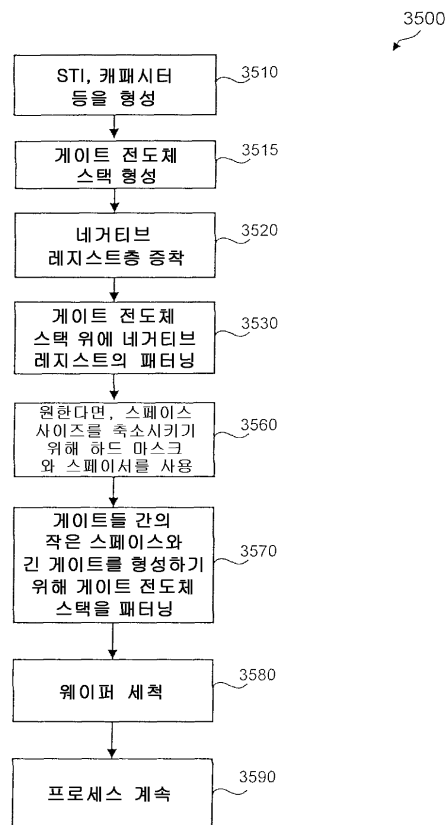 3500
STI, 캐패시터
등을 형성
3510
게이트 전도체
스택 형성
3515
네거티브
레지스트층 증착
3520
게이트 전도체
스택 위에 네거티브
레지스트의 패터닝
3530
원한다면, 스페이스
사이즈를 축소시키기
위해 하드 마스크
와 스페이서를 사용
3560
게이트들 간의
작은 스페이스와
긴 게이트를 형성하기
위해 게이트 전도체
스택을 패터닝
3570
웨이퍼 세척
3580
프로세스 계속
3590